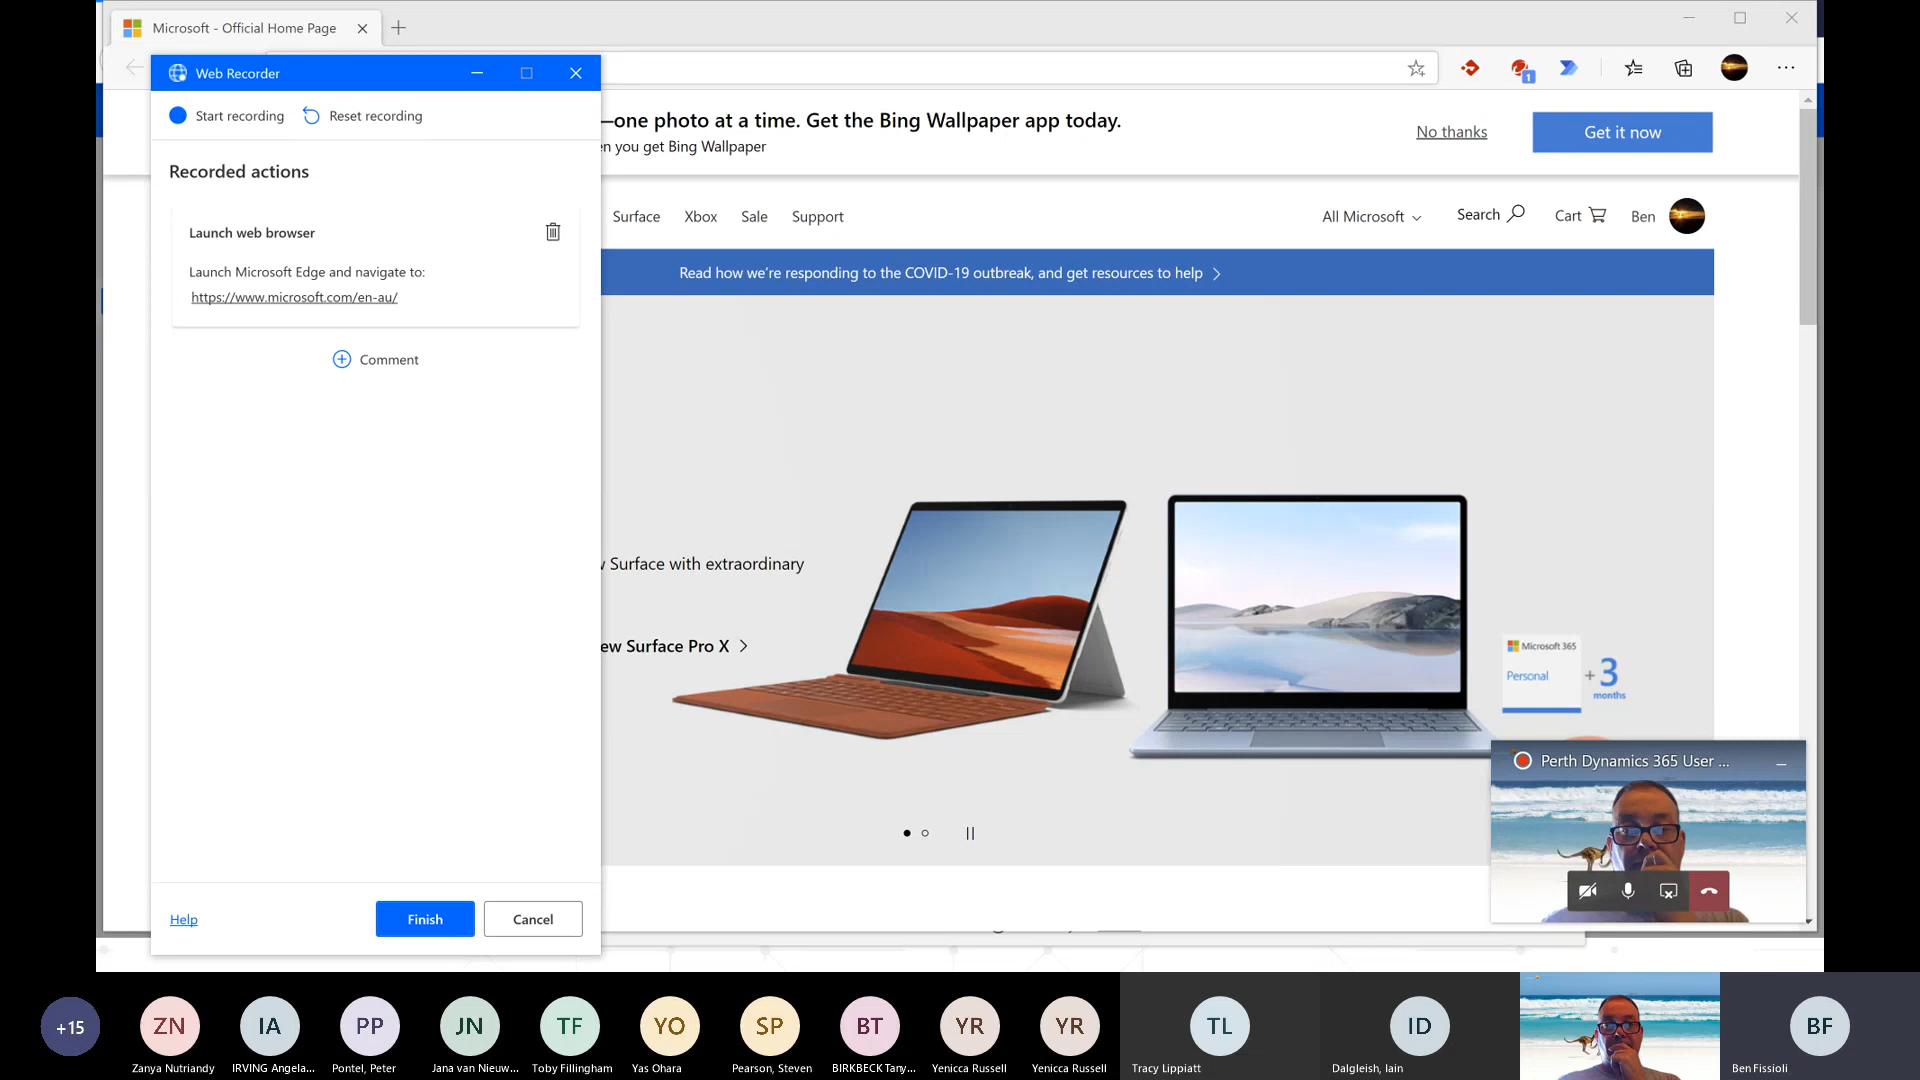 Microsoft - Official Home Page
Web Recorder
Start recording
Reset recording
Recorded actions
Launch web browser
Launch Microsoft Edge and navigate to:
https://www.microsoft.com/en-au/
Comment
Help
Finish
Cancel
1
—one photo at a time. Get the Bing Wallpaper app today.
en you get Bing Wallpaper
No thanks
Get it now
Surface
Xbox
Sale
Support
All Microsoft
Search
Cart
Ben
Read how we're responding to the COVID-19 outbreak, and get resources to help
w Surface with extraordinary
ew Surface Pro X
Microsoft 365
Personal
+ 3
months
Perth Dynamics 365 User ...
+15
ZN
Zanya Nutriandy
IA
IRVING Angela...
PP
Pontel, Peter
JN
Jana van Nieuw...
TF
Toby Fillingham
YO
Yas Ohara
SP
Pearson, Steven
BT
BIRKBECK Tany...
YR
Yenicca Russell
YR
Yenicca Russell
TL
Tracy Lippiatt
ID
Dalgleish, Iain
BF
Ben Fissioli